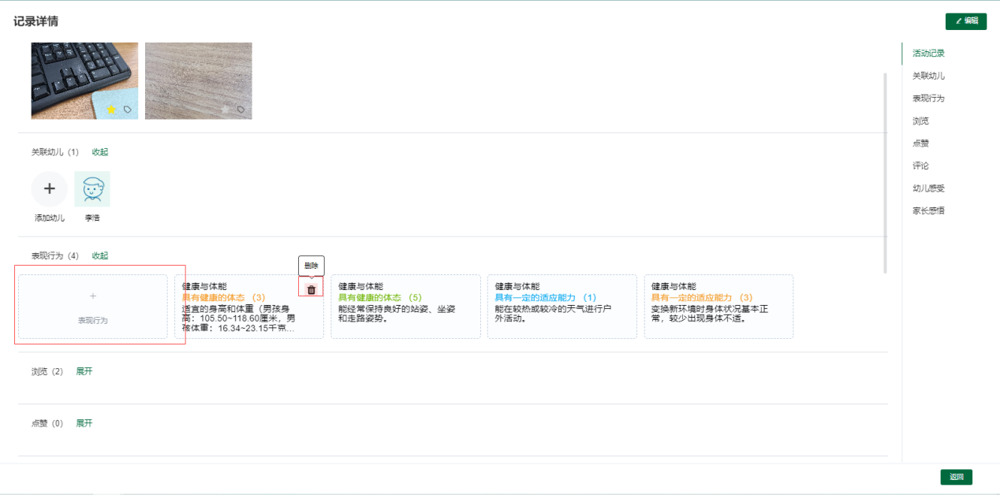 记录详情
编辑
关联幼儿（1） 收起
添加幼儿 李浩
表现行为（4） 收起
删除
表现行为
健康与体能
具有健康的体态 （3）
适宜的身高和体重（男孩身
高：105.50~118.60厘米，男
孩体重：16.34~23.15千克...
健康与体能
具有健康的体态 （5）
能经常保持良好的站姿、坐姿
和走路姿势。
健康与体能
具有一定的适应能力 （1）
能在较热或较冷的天气进行户
外活动。
健康与体能
具有一定的适应能力 （3）
变换新环境时身体状况基本正
常，较少出现身体不适。
浏览（2） 展开
点赞（0） 展开
活动记录
关联幼儿
表现行为
浏览
点赞
评论
幼儿感受
家长感悟
返回